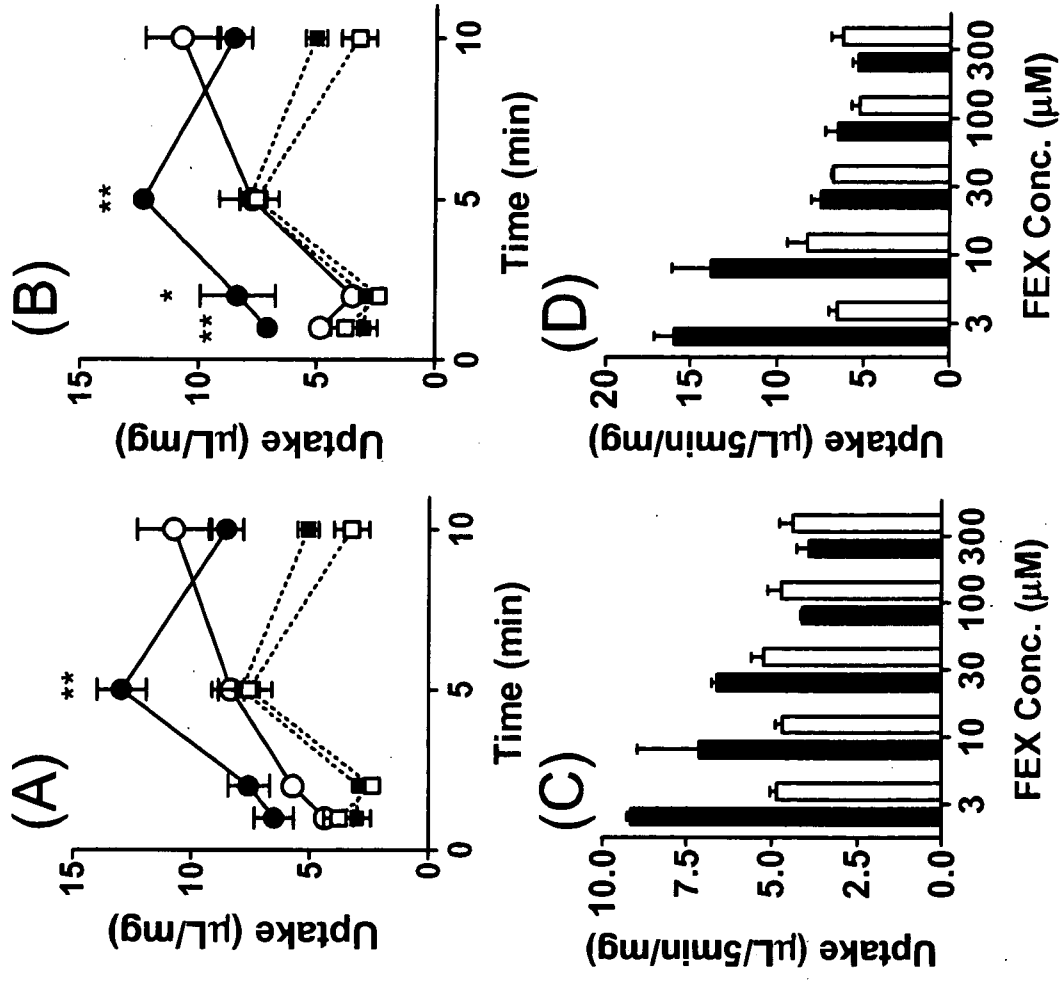 (A)
15
10
5
0
Uptake (μL/mg)
**
0
5
10
Time (min)
(B)
15
10
5
0
Uptake (μL/mg)
**
*
**
0
5
10
Time (min)
(C)
10.0
7.5
5.0
2.5
0.0
Uptake (μL/5min/mg)
3 10 30 100 300
FEX Conc. (μM)
(D)
20
15
10
5
0
Uptake (μL/5min/mg)
3 10 30 100 300
FEX Conc. (μM)